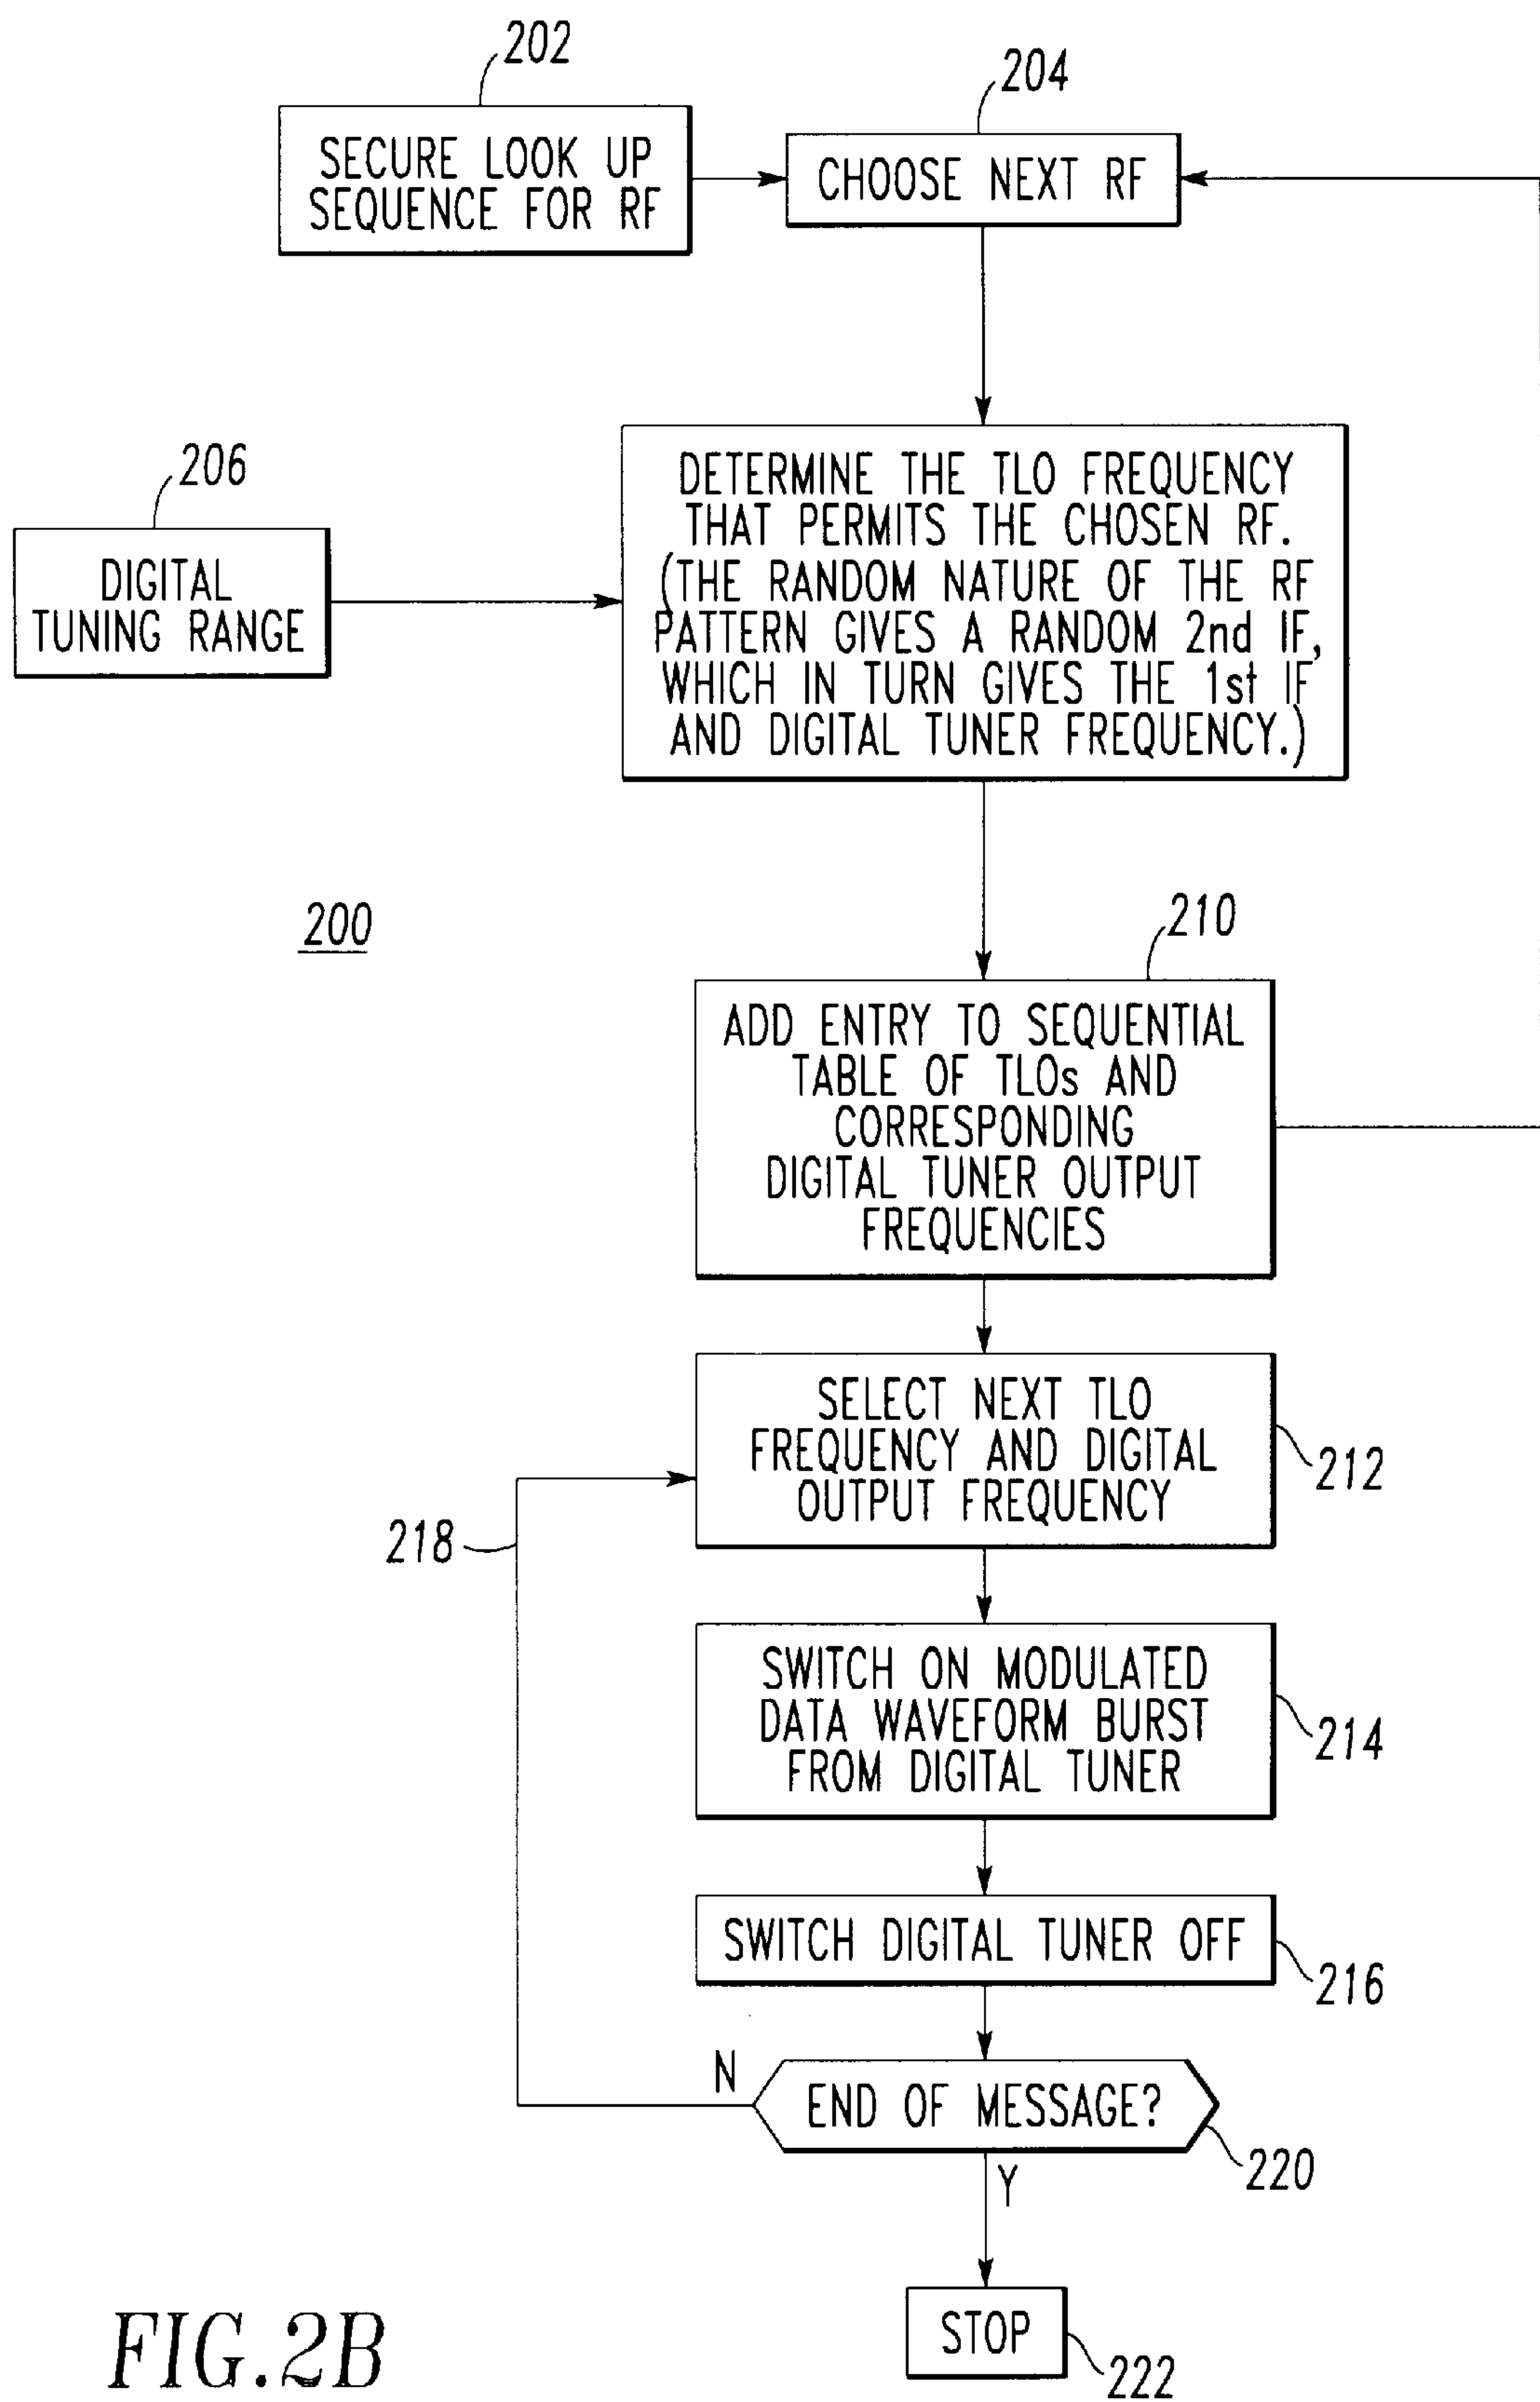 202
SECURE LOOK UP
SEQUENCE FOR RF
204
CHOOSE NEXT RF
206
DIGITAL
TUNING RANGE
DETERMINE THE TLO FREQUENCY
THAT PERMITS THE CHOSEN RF.
(THE RANDOM NATURE OF THE RF
PATTERN GIVES A RANDOM 2nd IF,
WHICH IN TURN GIVES THE 1st IF
AND DIGITAL TUNER FREQUENCY.)
200
210
ADD ENTRY TO SEQUENTIAL
TABLE OF TLOs AND
CORRESPONDING
DIGITAL TUNER OUTPUT
FREQUENCIES
SELECT NEXT TLO
FREQUENCY AND DIGITAL
OUTPUT FREQUENCY
212
218
SWITCH ON MODULATED
DATA WAVEFORM BURST
FROM DIGITAL TUNER
214
SWITCH DIGITAL TUNER OFF
216
N
END OF MESSAGE?
220
Y
STOP
222
FIG.2B